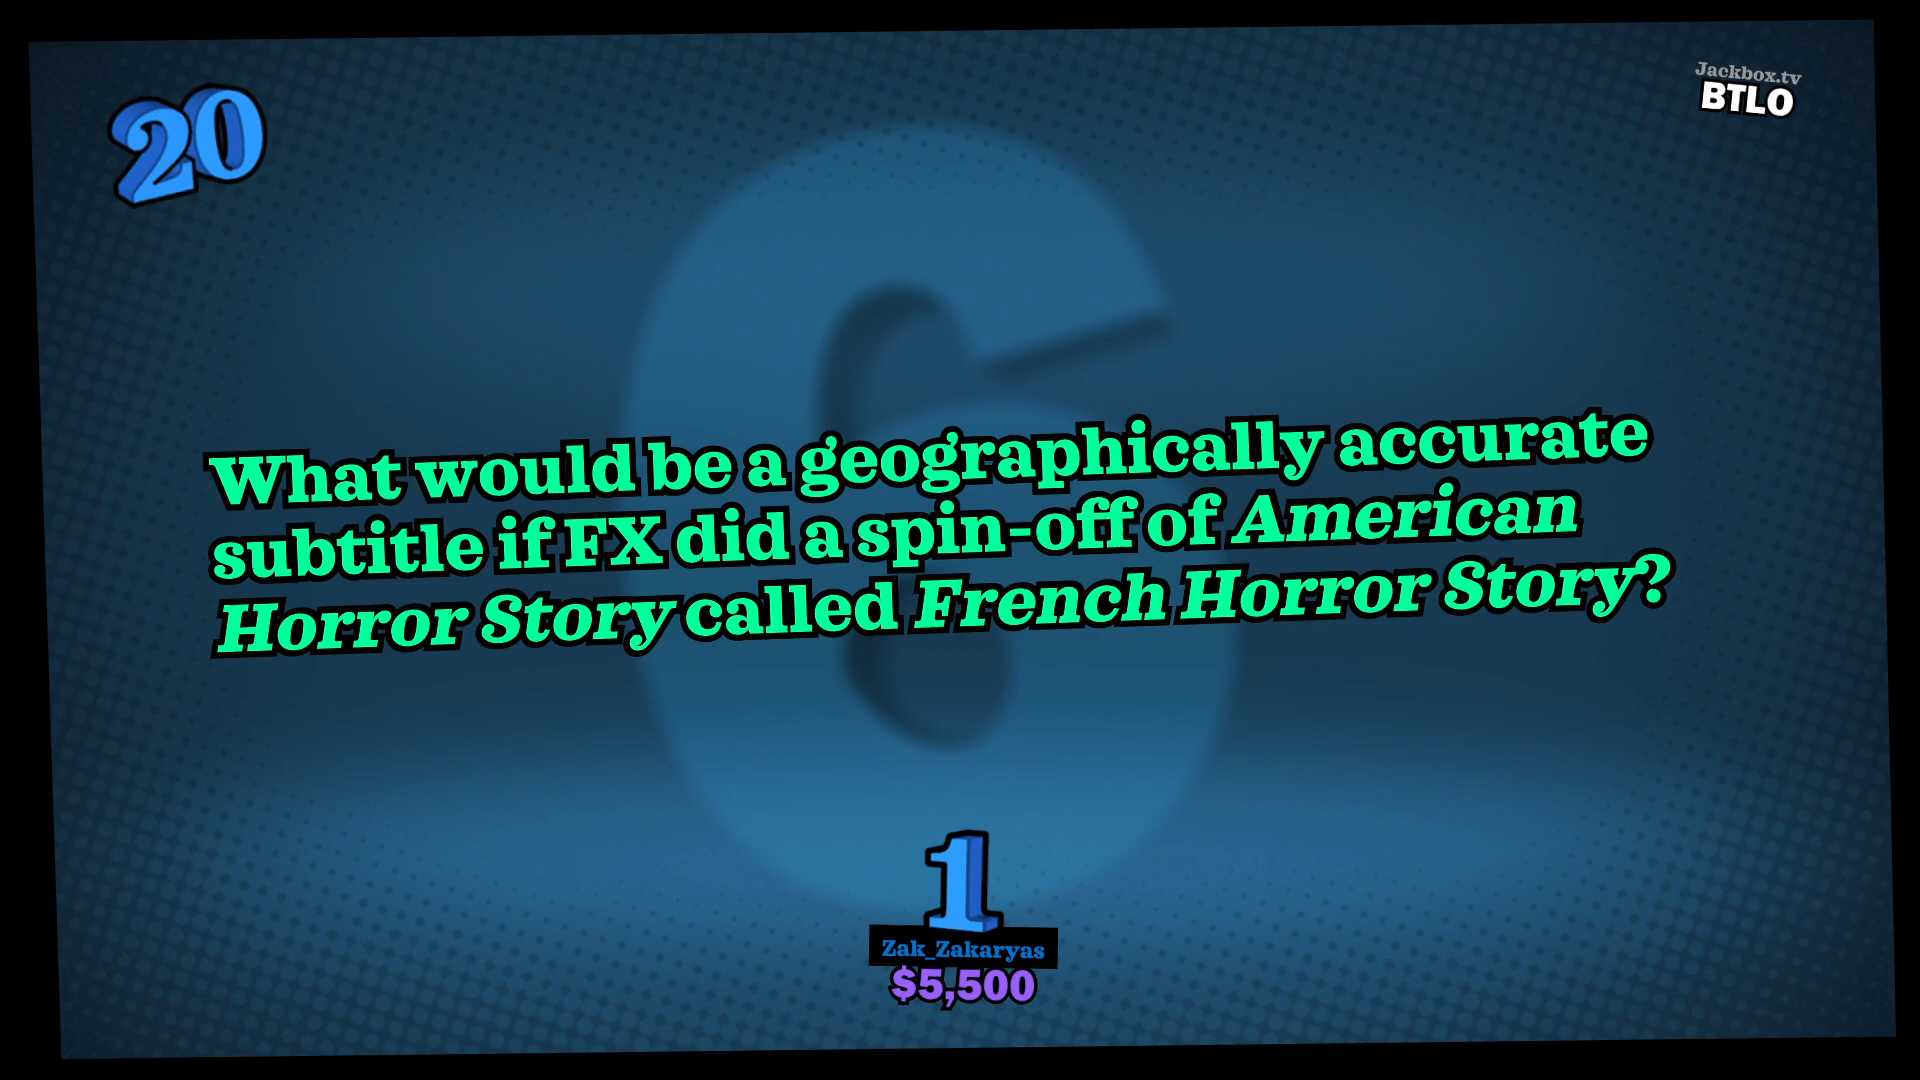 20
Jackbox.tv
BTLO
6
What would be a geographically accurate
subtitle if FX did a spin-off of American
Horror Story called French Horror Story?
1
Zak_Zakaryas
$5,500